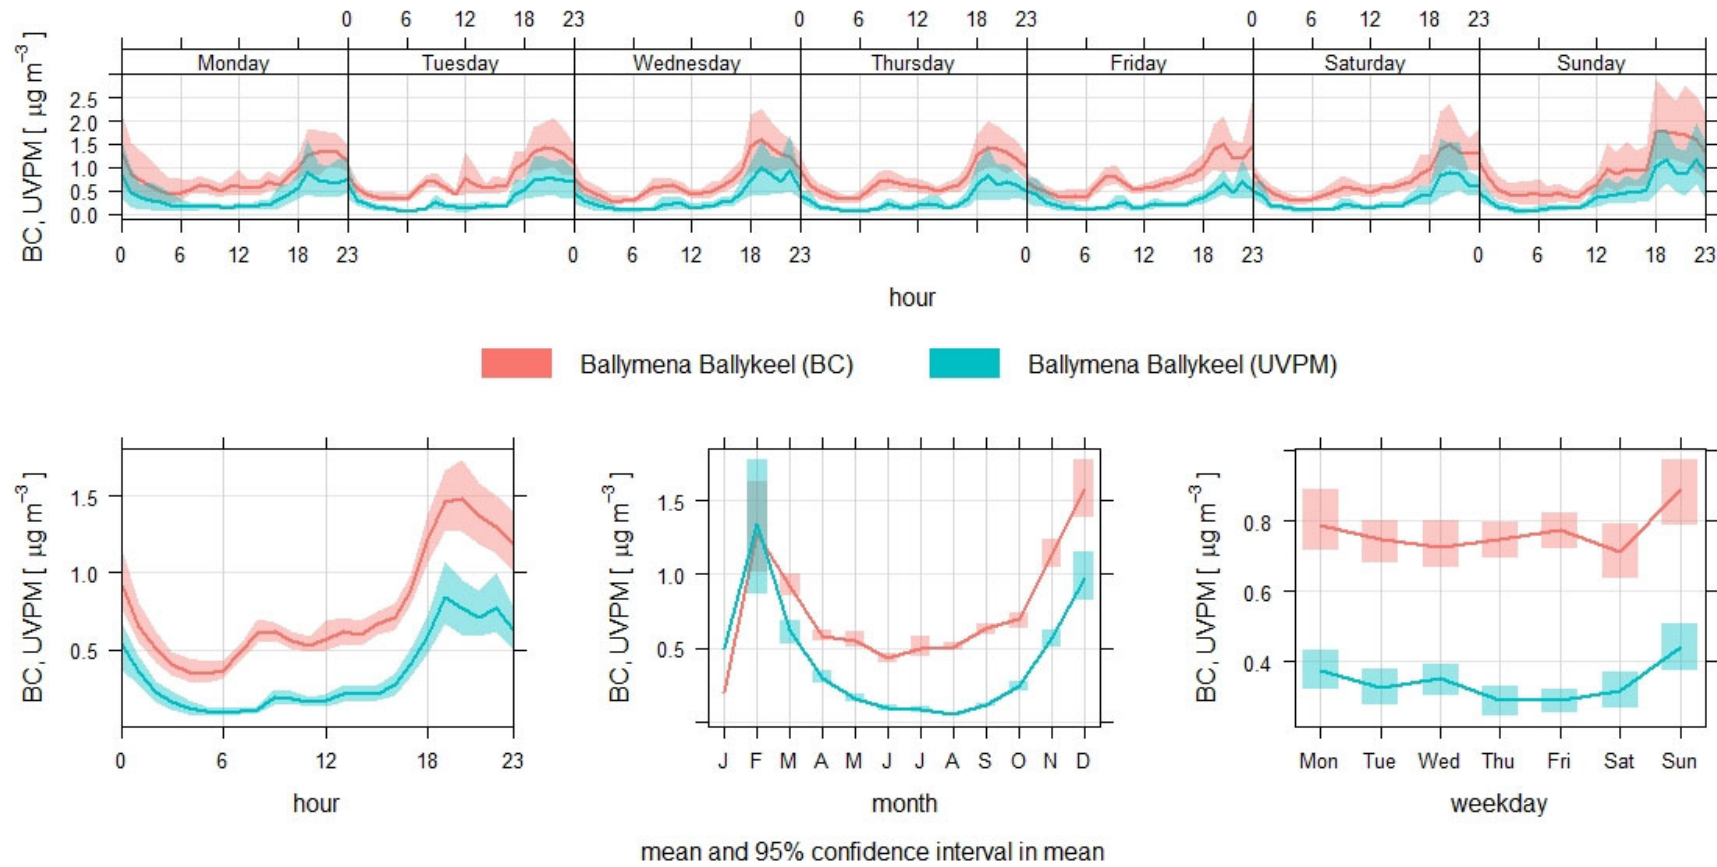 0 6 12 18 23 0 6 12 18 23 0 6 12 18 23
Monday Tuesday Wednesday Thursday Friday Saturday Sunday
BC, UVPM [ µg m⁻³ ]
2.5
2.0
1.5
1.0
0.5
0.0
0 6 12 18 23 0 6 12 18 23 0 6 12 18 23 0 6 12 18 23
hour
Ballymena Ballykeel (BC) Ballymena Ballykeel (UVPM)
BC, UVPM [ µg m⁻³ ]
1.5
1.0
0.5
0 6 12 18 23
hour
BC, UVPM [ µg m⁻³ ]
1.5
1.0
0.5
J F M A M J J A S O N D
month
BC, UVPM [ µg m⁻³ ]
0.8
0.6
0.4
Mon Tue Wed Thu Fri Sat Sun
weekday
mean and 95% confidence interval in mean